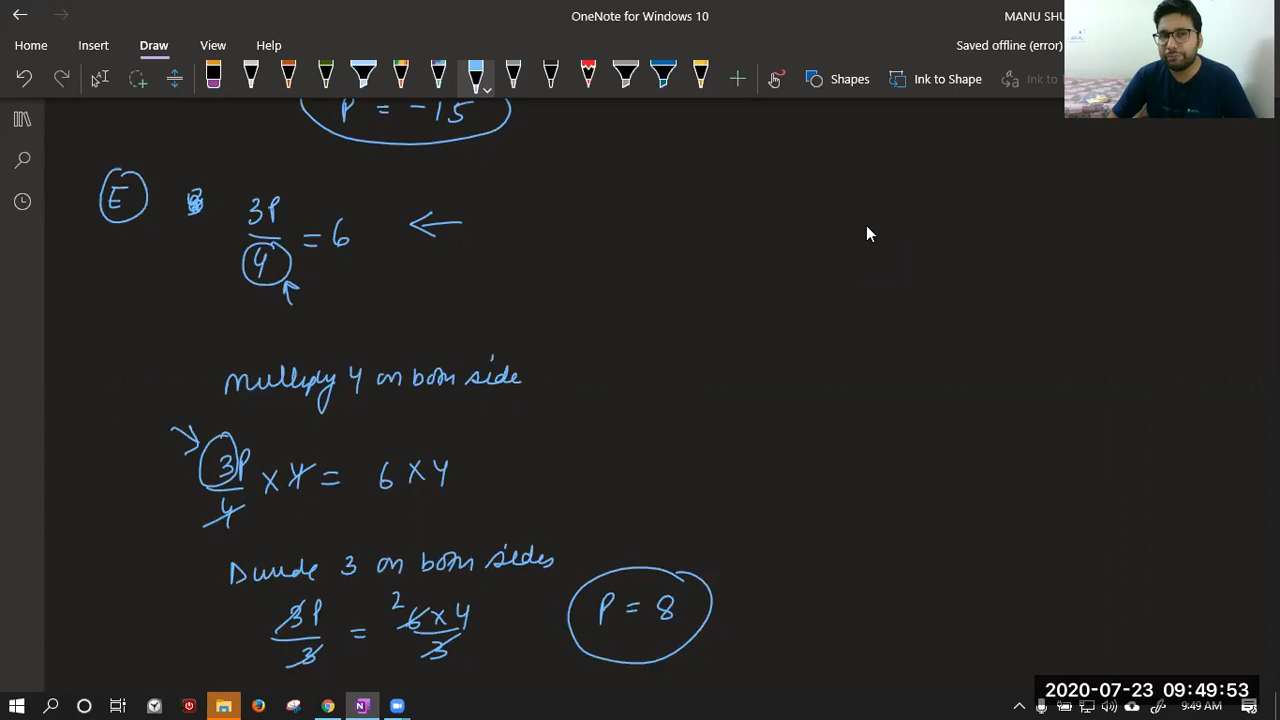 OneNote for Windows 10
MANU SHU
Home Insert Draw View Help
Saved offline (error)
Shapes
Ink to Shape
Ink to
P = -15
E
3P/4 = 6 ←
Multiply 4 on both side
3P/4 × 4 = 6 × 4
Divide 3 on both sides
3P/3 = 6 × 4/3
2
P = 8
2020-07-23 09:49:53
9:49 AM